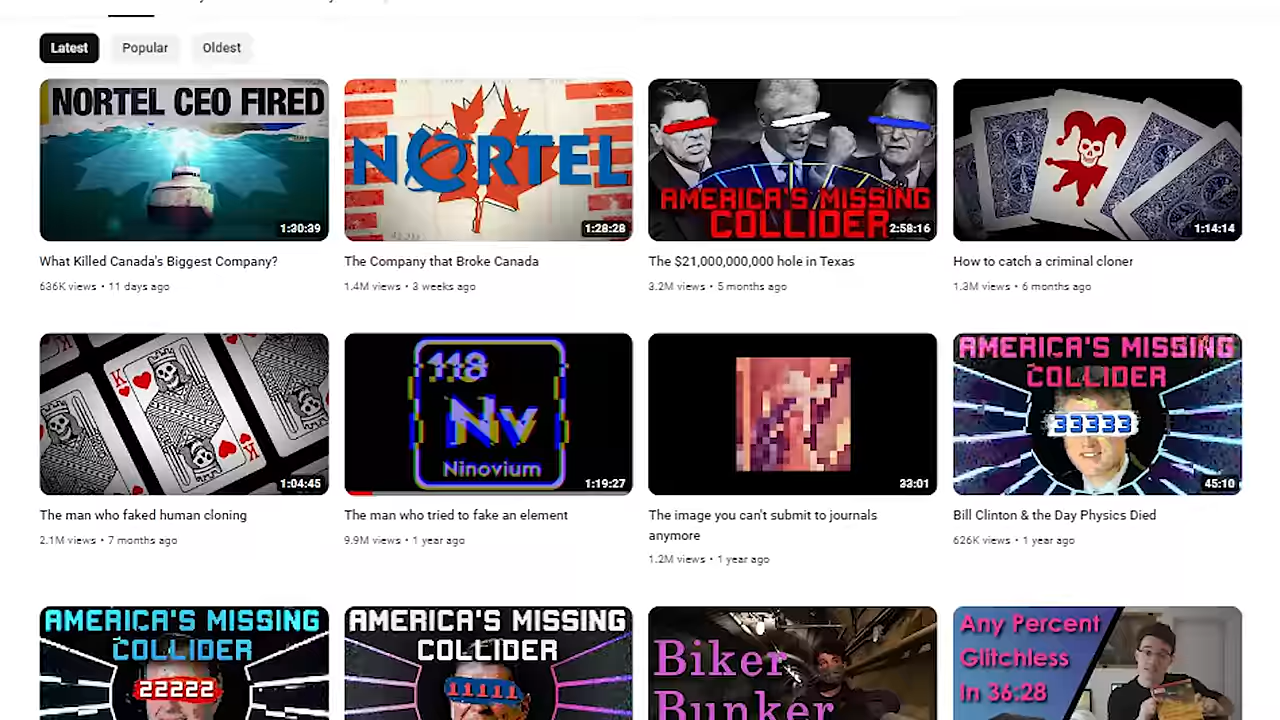 Latest
Popular
Oldest
NORTEL CEO FIRED
1:30:39
NORTEL
1:28:28
AMERICA'S MISSING
COLLIDER
2:58:16
1:14:14
What Killed Canada's Biggest Company?
The Company that Broke Canada
The $21,000,000,000 hole in Texas
How to catch a criminal cloner
636K views • 11 days ago
1.4M views • 3 weeks ago
3.2M views • 5 months ago
1.3M views • 6 months ago
K
K
1:04:45
118
Nv
Ninovium
1:19:27
33:01
AMERICA'S MISSING
COLLIDER
33333
45:10
The man who faked human cloning
The man who tried to fake an element
The image you can't submit to journals
anymore
Bill Clinton & the Day Physics Died
2.1M views • 7 months ago
9.9M views • 1 year ago
1.2M views • 1 year ago
626K views • 1 year ago
AMERICA'S MISSING
COLLIDER
22222
AMERICA'S MISSING
COLLIDER
11111
Biker
Bunker
Any Percent
Glitchless
In 36:28